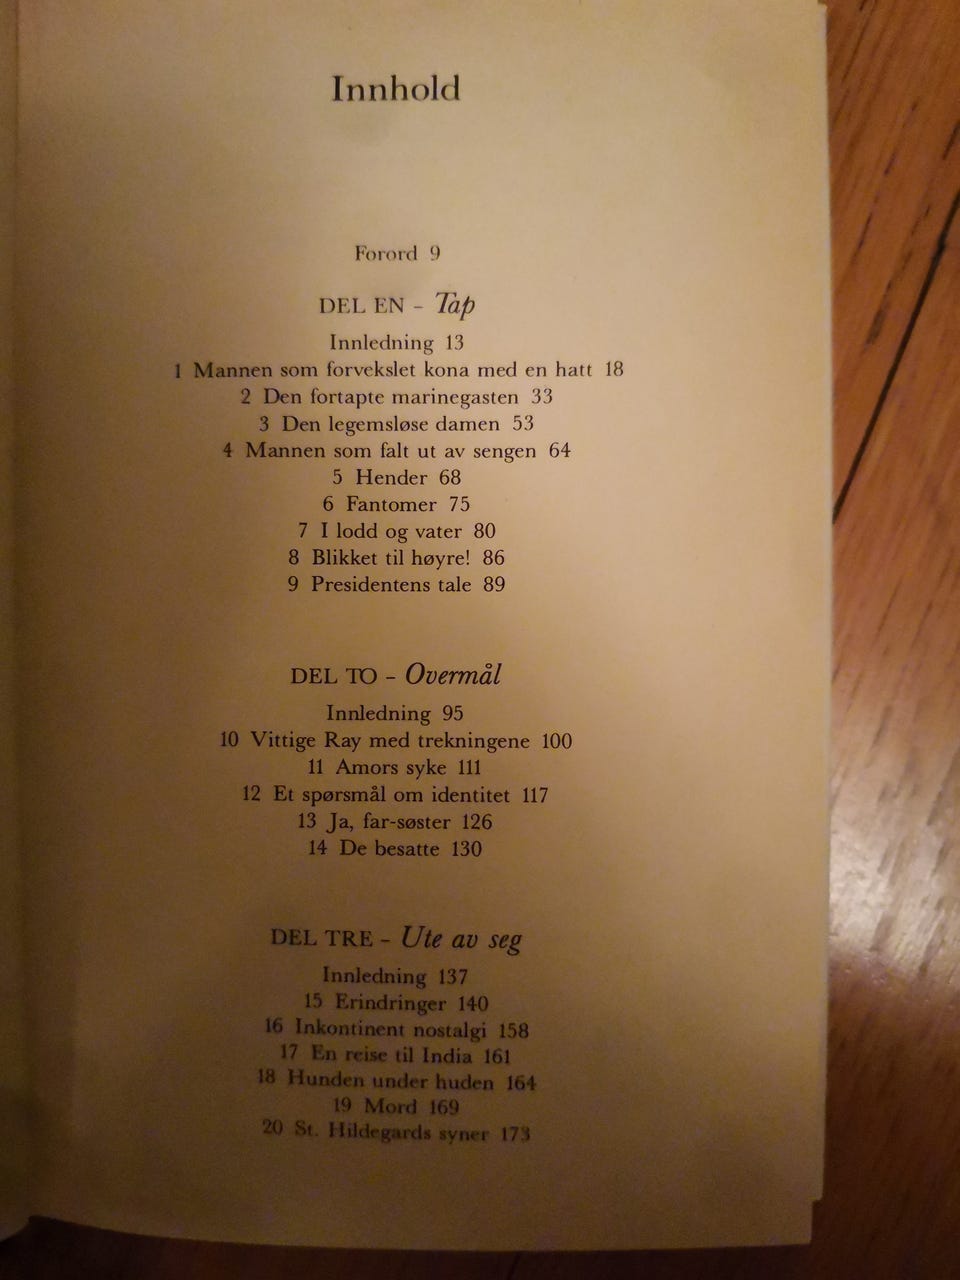 Innhold
Forord 9
DEL EN – Tap
Innledning 13
1 Mannen som forvekslet kona med en hatt 18
2 Den fortapte marinegasten 33
3 Den legemsløse damen 53
4 Mannen som falt ut av sengen 64
5 Hender 68
6 Fantomer 75
7 I lodd og vater 80
8 Blikket til høyre! 86
9 Presidentens tale 89
DEL TO – Overmål
Innledning 95
10 Vittige Ray med trekningene 100
11 Amors syke 111
12 Et spørsmål om identitet 117
13 Ja, far-søster 126
14 De besatte 130
DEL TRE – Ute av seg
Innledning 137
15 Erindringer 140
16 Inkontinent nostalgi 158
17 En reise til India 161
18 Hunden under huden 164
19 Mord 169
20 St. Hildegards syner 173